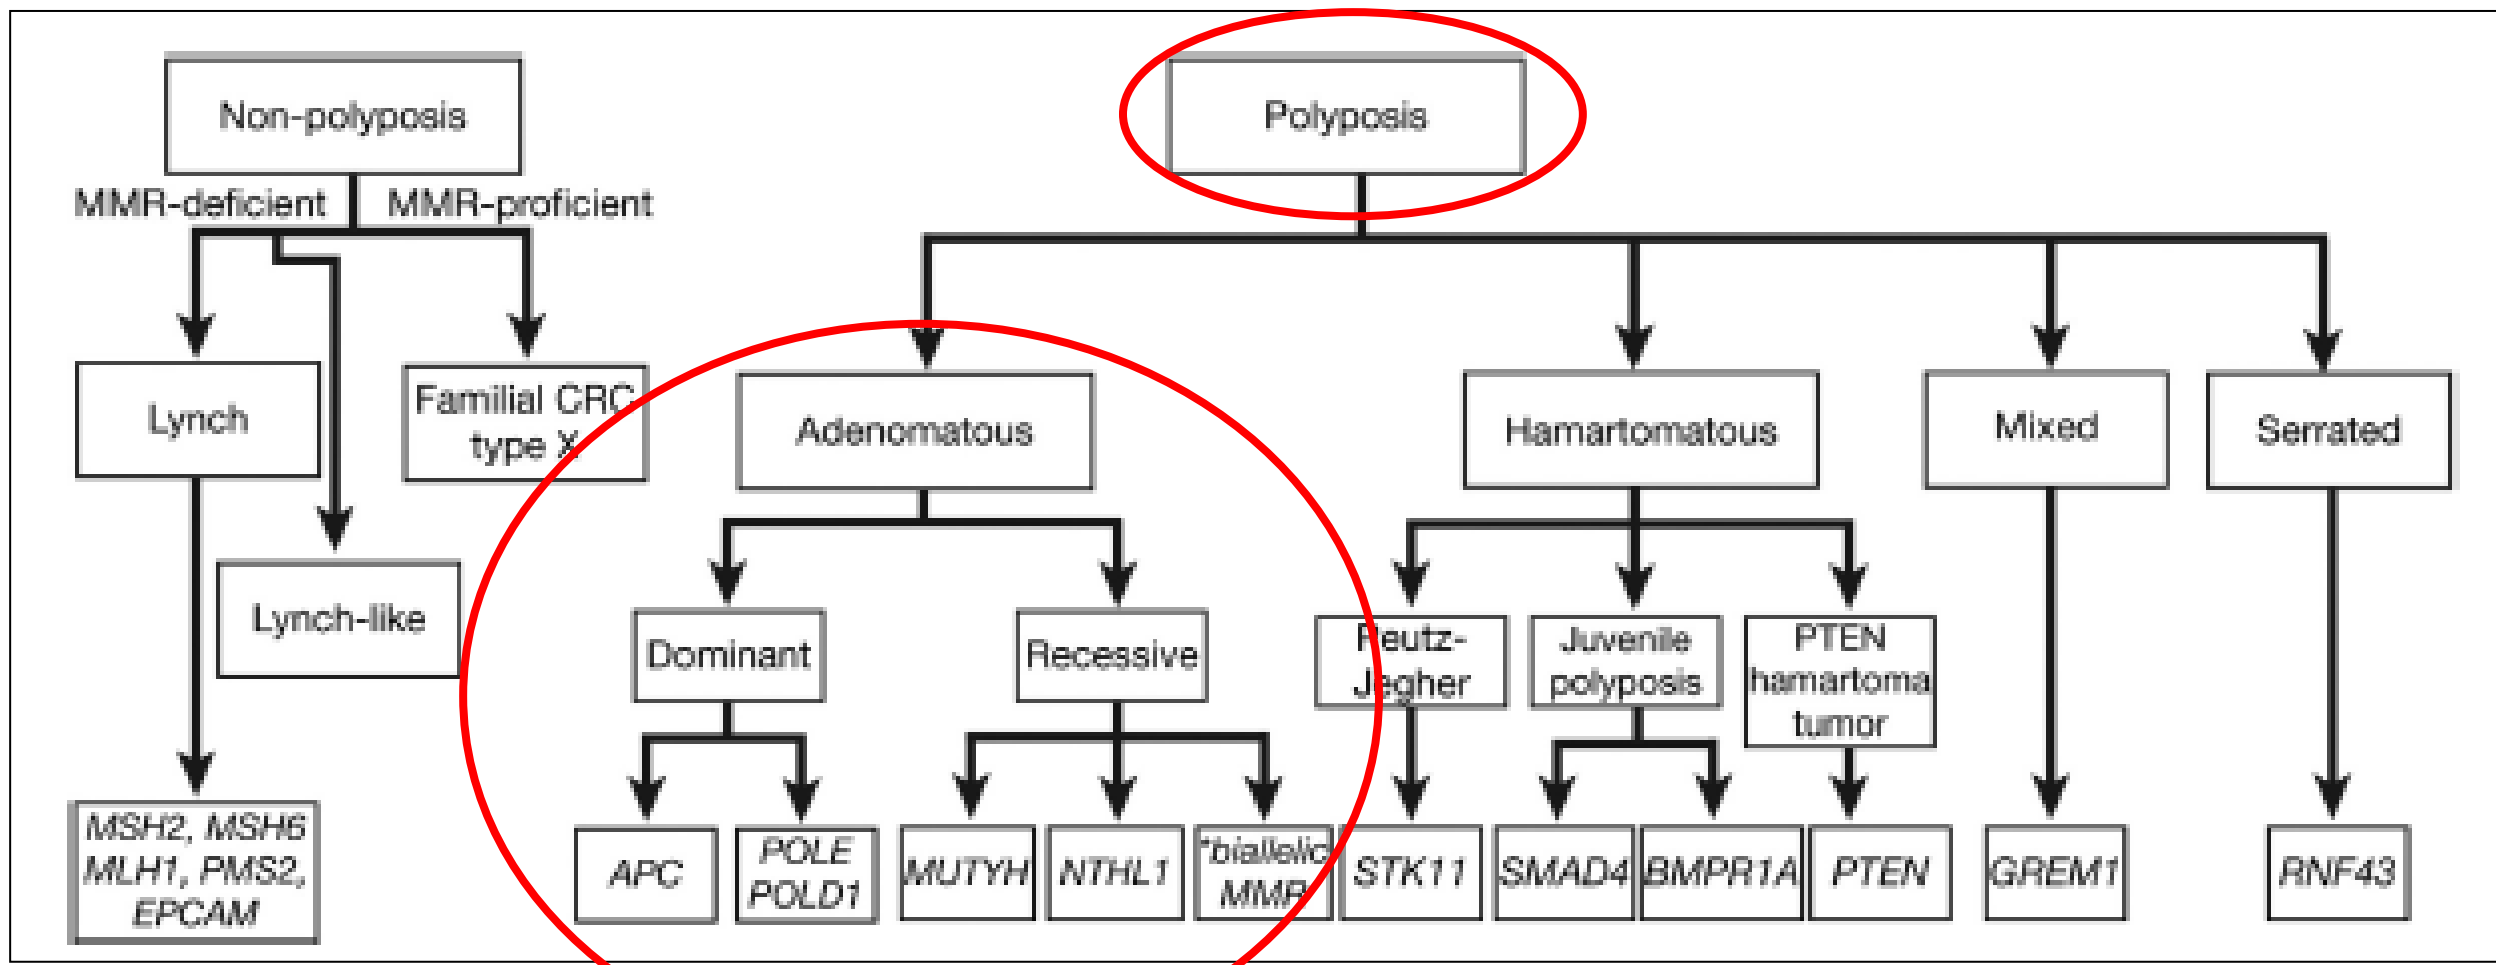 Non-polyposis
Polyposis
MMR-deficient
MMR-proficient
Lynch
Familial CRC
type X
Adenomatous
Hamartomatous
Mixed
Serrated
Lynch-like
Dominant
Recessive
Peutz-
Jegher
Juvenile
polyposis
PTEN
hamartoma
tumor
MSH2, MSH6
MLH1, PMS2,
EPCAM
APC
POLE
POLD1
MUTYH
NTHL1
*biallelic
MMR
STK11
SMAD4
BMPR1A
PTEN
GREM1
RNF43